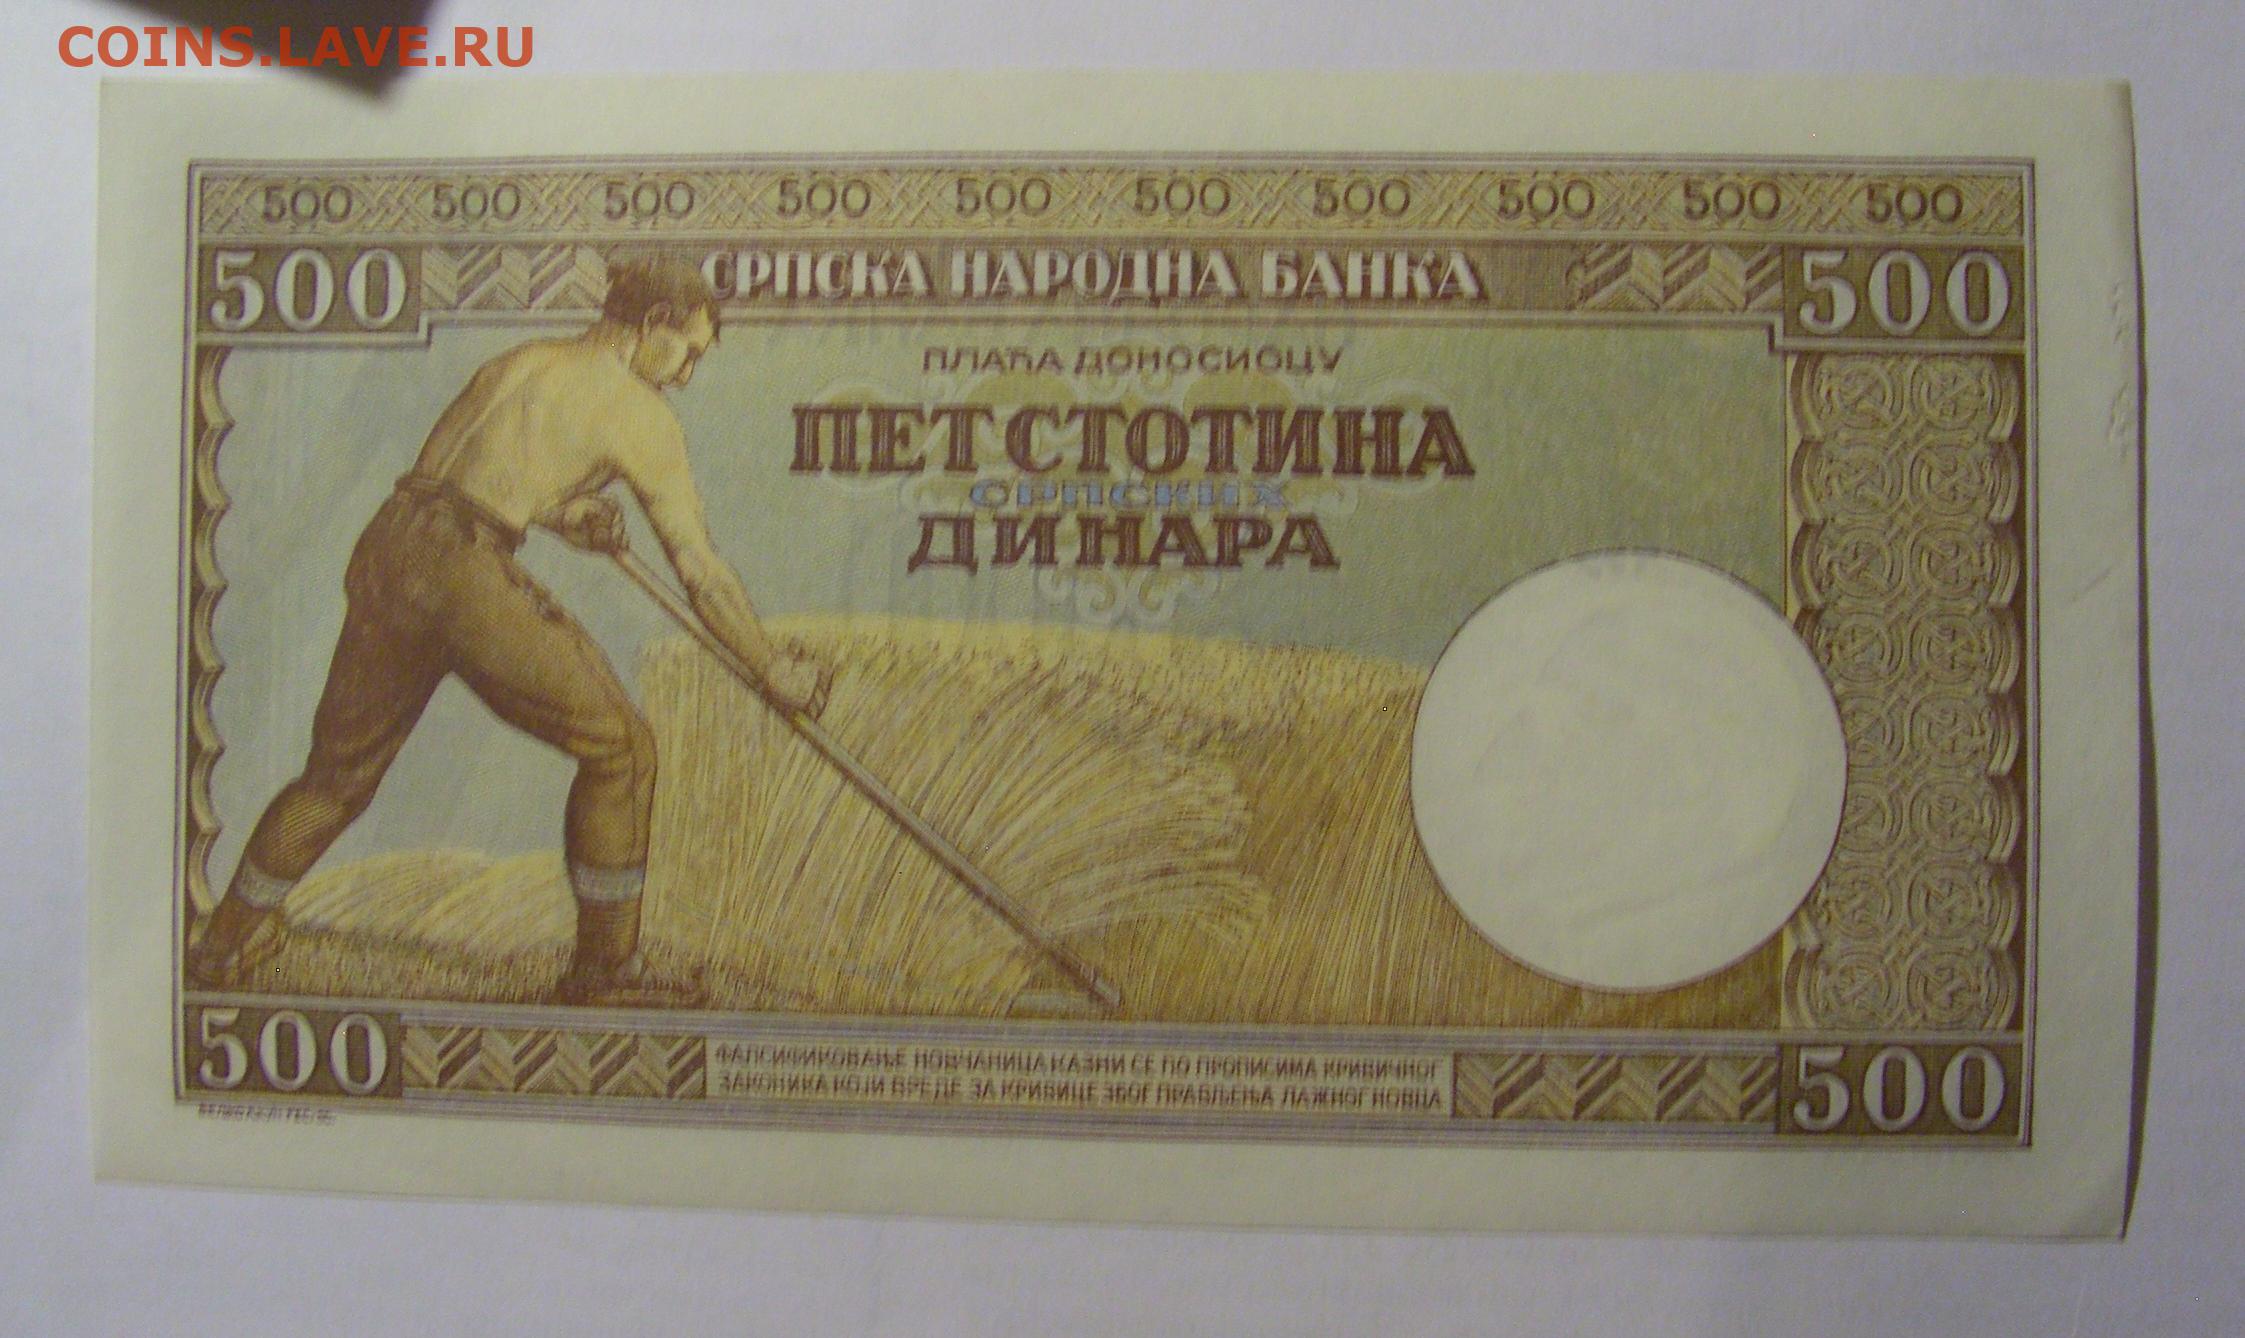 COINS.LAVE.RU
500 500 500 500 500 500 500 500 500 500
500 СРПСКА НАРОДНА БАНКА 500
ПЛАЋА ДОНОСИОЦУ
ПЕТ СТОТИНА
СРПСКИХ
ДИНАРА
500 ФАЛСИФИКОВАЊЕ НОВЧАНИЦА КАЗНИ СЕ ПО ПРОПИСИМА КРИВИЧНОГ 500
ЗАКОНИКА КОЈИ ВРЕДЕ ЗА КРИВИЦЕ ЗБОГ ПРАВЉЕЊА ЛАЖНОГ НОВЦА